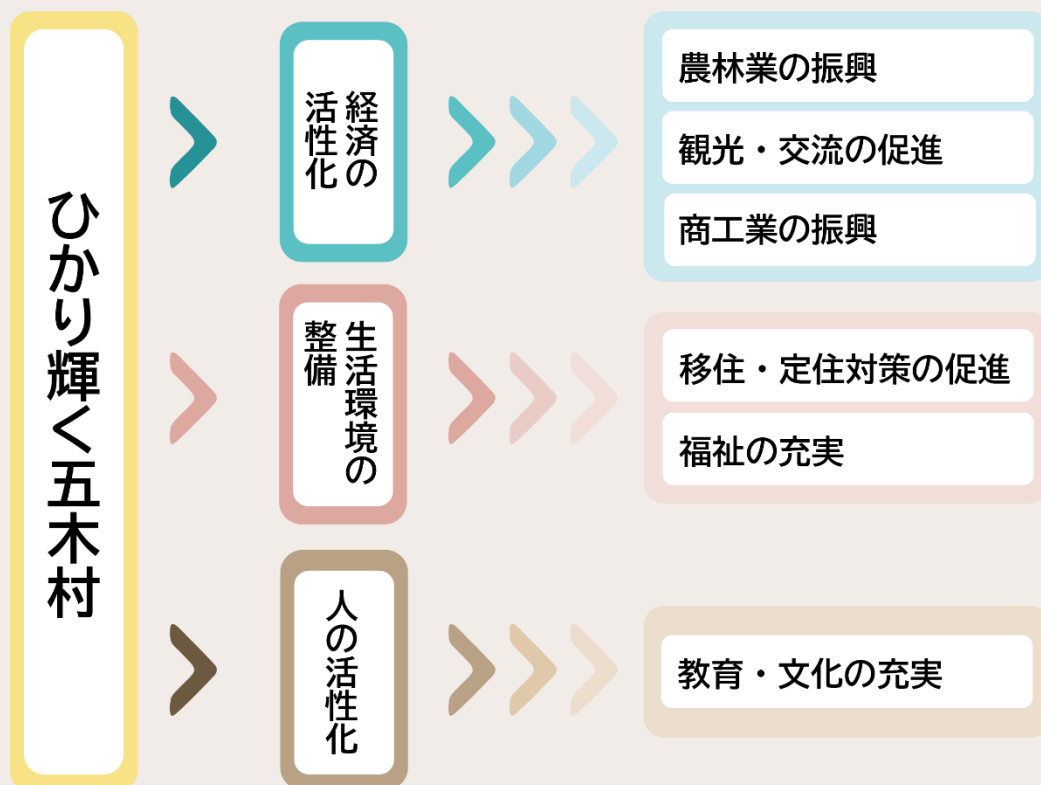 ひかり輝く五木村
経済の
活性化
農林業の振興
観光・交流の促進
商工業の振興
生活環境の
整備
移住・定住対策の促進
福祉の充実
人の活性化
教育・文化の充実